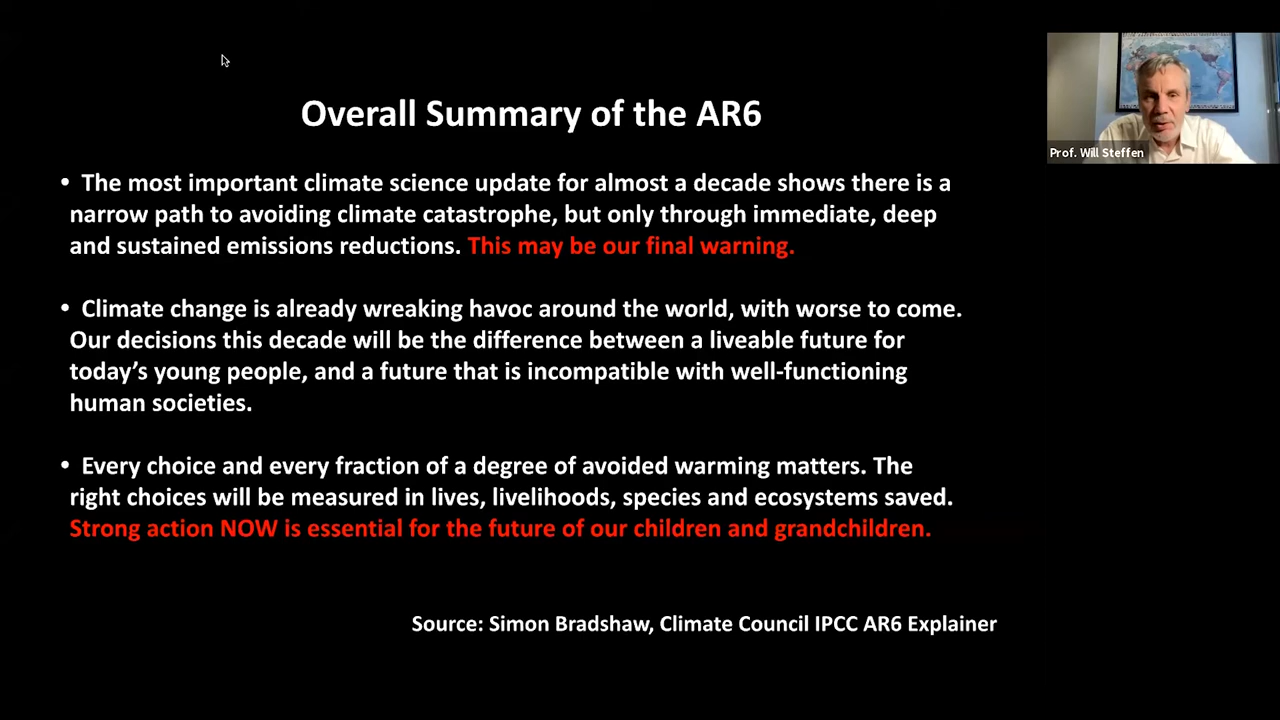 Overall Summary of the AR6
Prof. Will Steffen
• The most important climate science update for almost a decade shows there is a
narrow path to avoiding climate catastrophe, but only through immediate, deep
and sustained emissions reductions. This may be our final warning.
• Climate change is already wreaking havoc around the world, with worse to come.
Our decisions this decade will be the difference between a liveable future for
today’s young people, and a future that is incompatible with well-functioning
human societies.
• Every choice and every fraction of a degree of avoided warming matters. The
right choices will be measured in lives, livelihoods, species and ecosystems saved.
Strong action NOW is essential for the future of our children and grandchildren.
Source: Simon Bradshaw, Climate Council IPCC AR6 Explainer